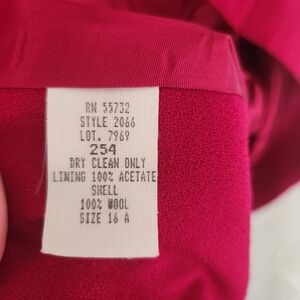 RN 55732
STYLE 2066
LOT. 7969
254
DRY CLEAN ONLY
LINING 100% ACETATE
SHELL
100% WOOL
SIZE 16 A